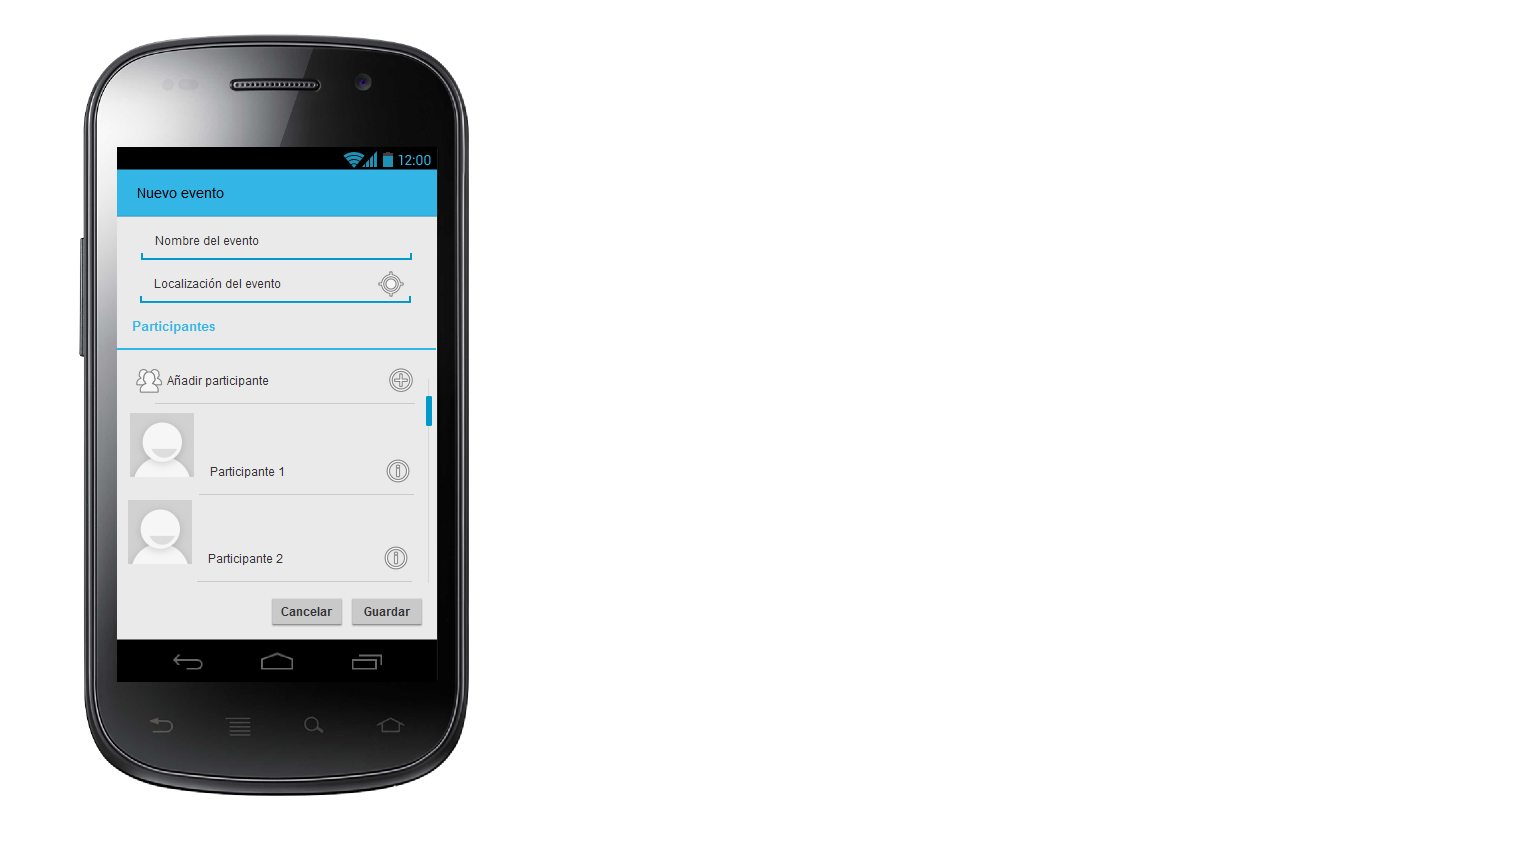 12:00
Nuevo evento
Nombre del evento
Localización del evento
Participantes
Añadir participante
Participante 1
Participante 2
Cancelar Guardar